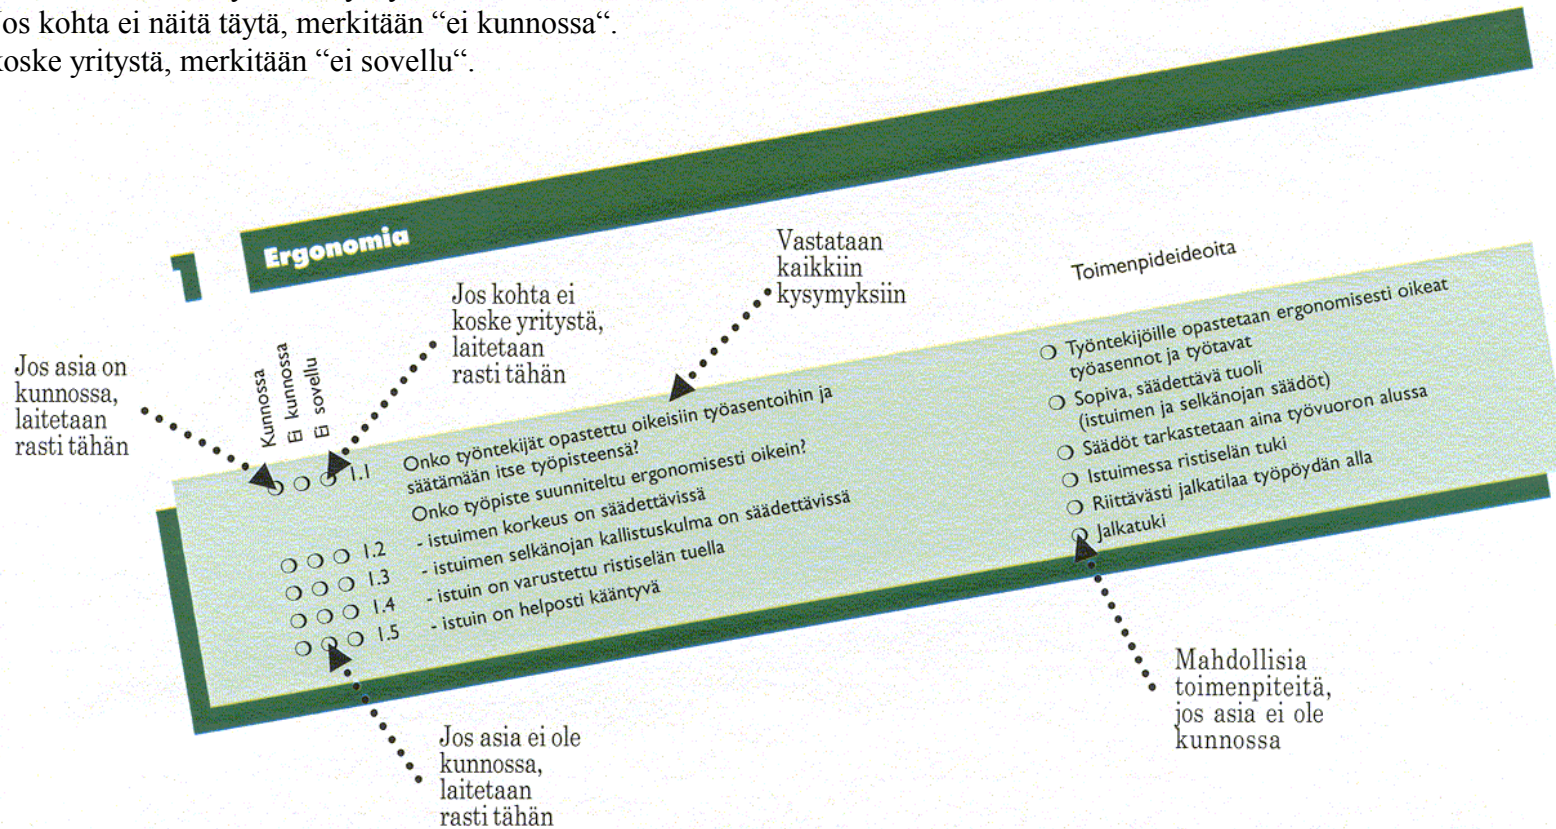 Jos kohta ei näitä täytä, merkitään “ei kunnossa“.
koske yritystä, merkitään “ei sovellu“.
1 Ergonomia
Vastataan
kaikkiin
kysymyksiin
Toimenpideideoita
Jos kohta ei
koske yritystä,
laitetaan
rasti tähän
Jos asia on
kunnossa,
laitetaan
rasti tähän
Kunnossa
Ei kunnossa
Ei sovellu
1.1 Onko työntekijät opastettu oikeisiin työasentoihin ja
säätämään itse työpisteensä?
Onko työpiste suunniteltu ergonomisesti oikein?
1.2 - istuimen korkeus on säädettävissä
1.3 - istuimen selkänojan kallistuskulma on säädettävissä
1.4 - istuin on varustettu ristiselän tuella
1.5 - istuin on helposti kääntyvä
Työntekijöille opastetaan ergonomisesti oikeat
työasennot ja työtavat
Sopiva, säädettävä tuoli
(istuimen ja selkänojan säädöt)
Säädöt tarkastetaan aina työvuoron alussa
Istuimessa ristiselän tuki
Riittävästi jalkatilaa työpöydän alla
Jalkatuki
Mahdollisia
toimenpiteitä,
jos asia ei ole
kunnossa
Jos asia ei ole
kunnossa,
laitetaan
rasti tähän